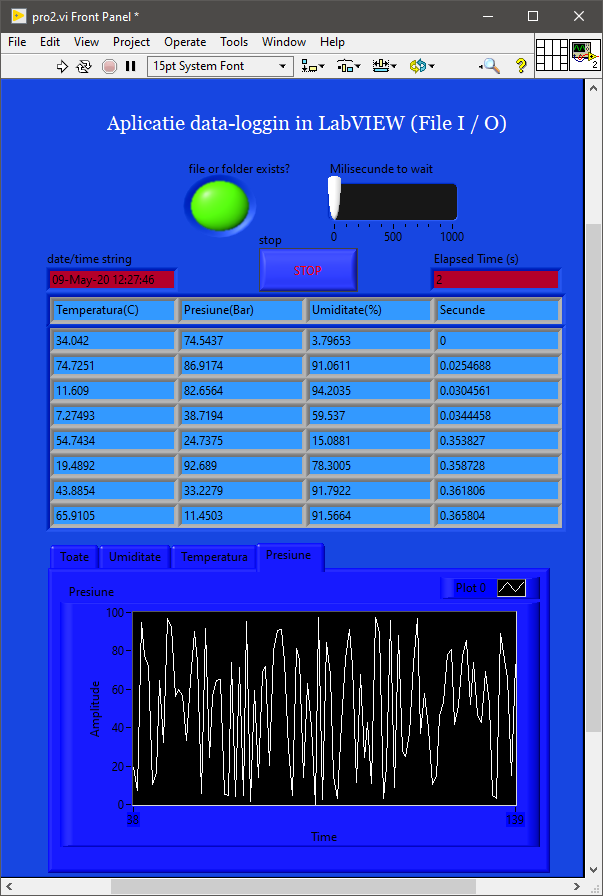 pro2.vi Front Panel *
File Edit View Project Operate Tools Window Help
15pt System Font
2
Aplicatie data-loggin in LabVIEW (File I / O)
file or folder exists?
Milisecunde to wait
0 500 1000
stop
STOP
date/time string
09-May-20 12:27:46
Elapsed Time (s)
2
Temperatura(C) Presiune(Bar) Umiditate(%) Secunde
34.042 74.5437 3.79653 0
74.7251 86.9174 91.0611 0.0254688
11.609 82.6564 94.2035 0.0304561
7.27493 38.7194 59.537 0.0344458
54.7434 24.7375 15.0881 0.353827
19.4892 92.689 78.3005 0.358728
43.8854 33.2279 91.7922 0.361806
65.9105 11.4503 91.5664 0.365804
Toate Umiditate Temperatura Presiune
Presiune
Plot 0
Amplitude
100
80
60
40
20
0
38 139
Time